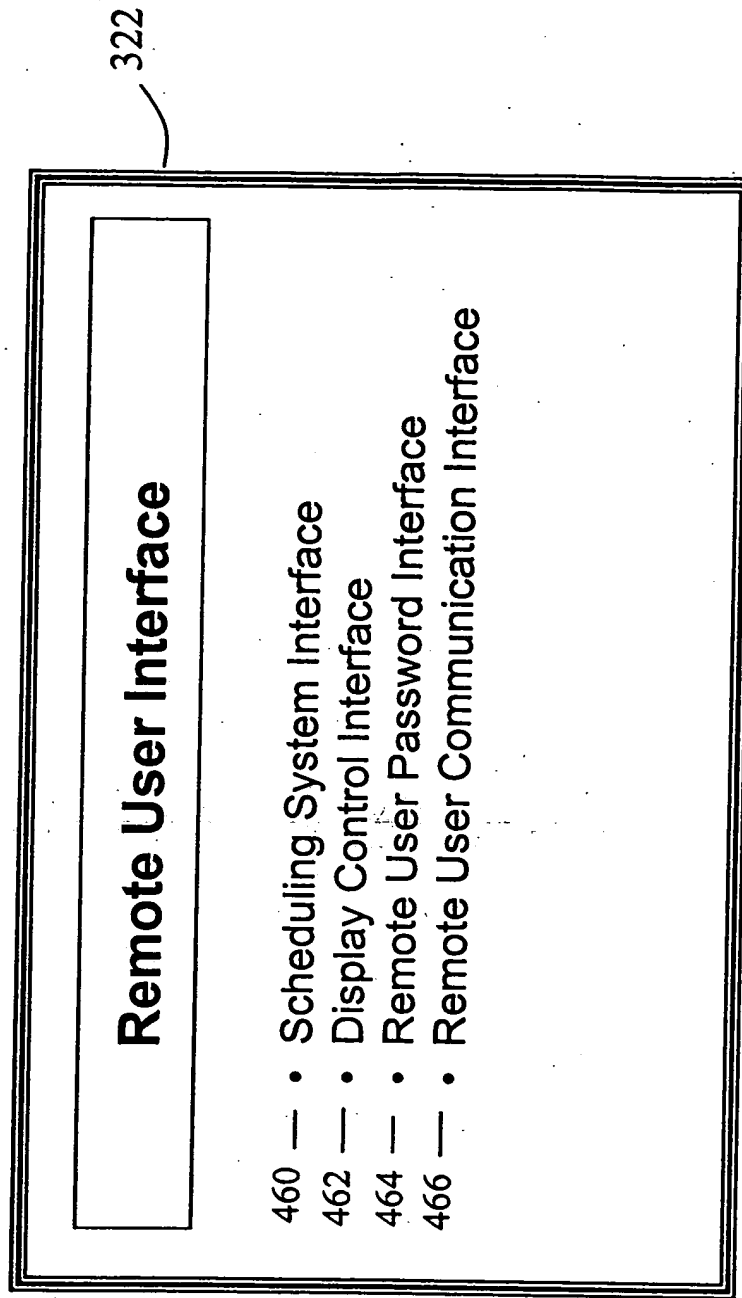 322
Remote User Interface
460 — • Scheduling System Interface
462 — • Display Control Interface
464 — • Remote User Password Interface
466 — • Remote User Communication Interface